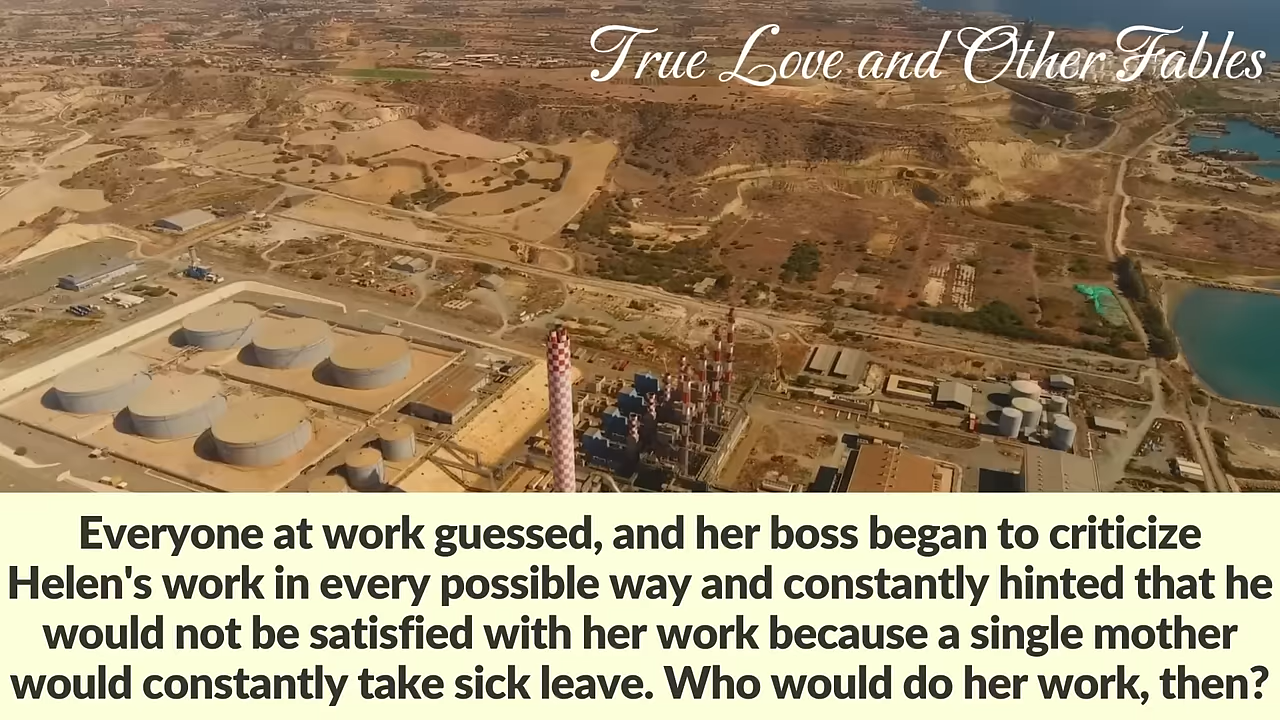 True Love and Other Fables
Everyone at work guessed, and her boss began to criticize
Helen's work in every possible way and constantly hinted that he
would not be satisfied with her work because a single mother
would constantly take sick leave. Who would do her work, then?